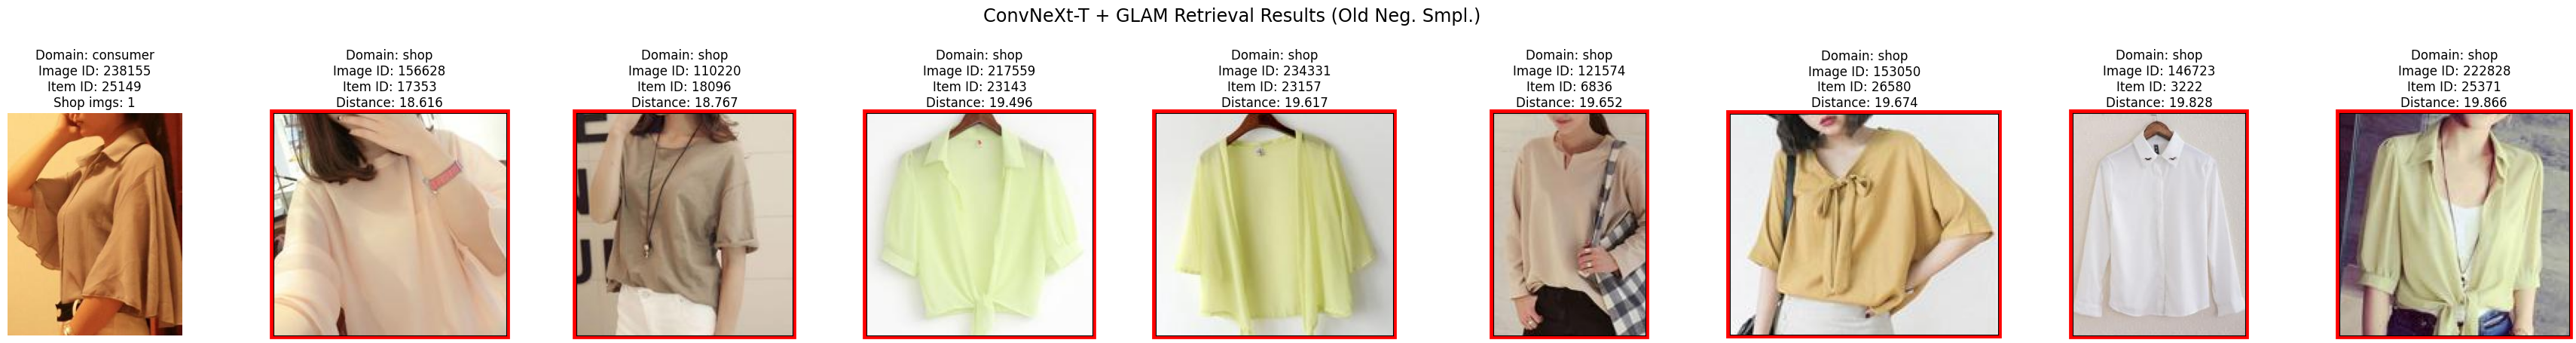 ConvNeXt-T + GLAM Retrieval Results (Old Neg. Smpl.)
Domain: consumer
Image ID: 238155
Item ID: 25149
Shop imgs: 1
Domain: shop
Image ID: 156628
Item ID: 17353
Distance: 18.616
Domain: shop
Image ID: 110220
Item ID: 18096
Distance: 18.767
Domain: shop
Image ID: 217559
Item ID: 23143
Distance: 19.496
Domain: shop
Image ID: 234331
Item ID: 23157
Distance: 19.617
Domain: shop
Image ID: 121574
Item ID: 6836
Distance: 19.652
Domain: shop
Image ID: 153050
Item ID: 26580
Distance: 19.674
Domain: shop
Image ID: 146723
Item ID: 3222
Distance: 19.828
Domain: shop
Image ID: 222828
Item ID: 25371
Distance: 19.866